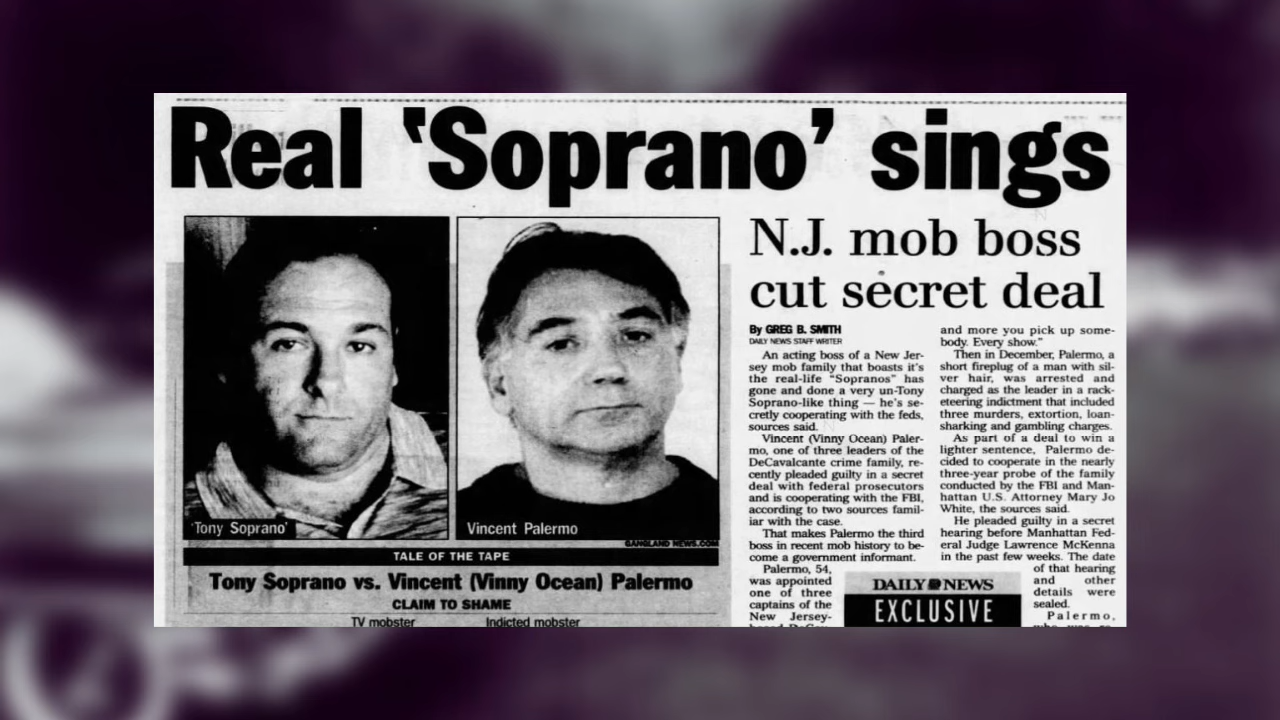 Real 'Soprano' sings
N.J. mob boss
cut secret deal
'Tony Soprano'
Vincent Palermo
GANGLAND NEWS.COM
TALE OF THE TAPE
Tony Soprano vs. Vincent (Vinny Ocean) Palermo
CLAIM TO SHAME
TV mobster
Indicted mobster
By GREG B. SMITH
DAILY NEWS STAFF WRITER
An acting boss of a New Jer-
sey mob family that boasts it's
the real-life "Sopranos" has
gone and done a very un-Tony
Soprano-like thing — he's se-
cretly cooperating with the feds,
sources said.
Vincent (Vinny Ocean) Paler-
mo, one of three leaders of the
DeCavalcante crime family, re-
cently pleaded guilty in a secret
deal with federal prosecutors
and is cooperating with the FBI,
according to two sources famil-
iar with the case.
That makes Palermo the third
boss in recent mob history to be-
come a government informant.
Palermo, 54,
was appointed
one of three
captains of the
New Jersey-
and more you pick up some-
body. Every show."
Then in December, Palermo, a
short fireplug of a man with sil-
ver hair, was arrested and
charged as the leader in a rack-
eteering indictment that included
three murders, extortion, loan-
sharking and gambling charges.
As part of a deal to win a
lighter sentence, Palermo de-
cided to cooperate in the nearly
three-year probe of the family
conducted by the FBI and Man-
hattan U.S. Attorney Mary Jo
White, the sources said.
He pleaded guilty in a secret
hearing before Manhattan Fed-
eral Judge Lawrence McKenna
in the past few weeks. The date
of that hearing
and other
details were
sealed.
Palermo,
DAILY NEWS
EXCLUSIVE